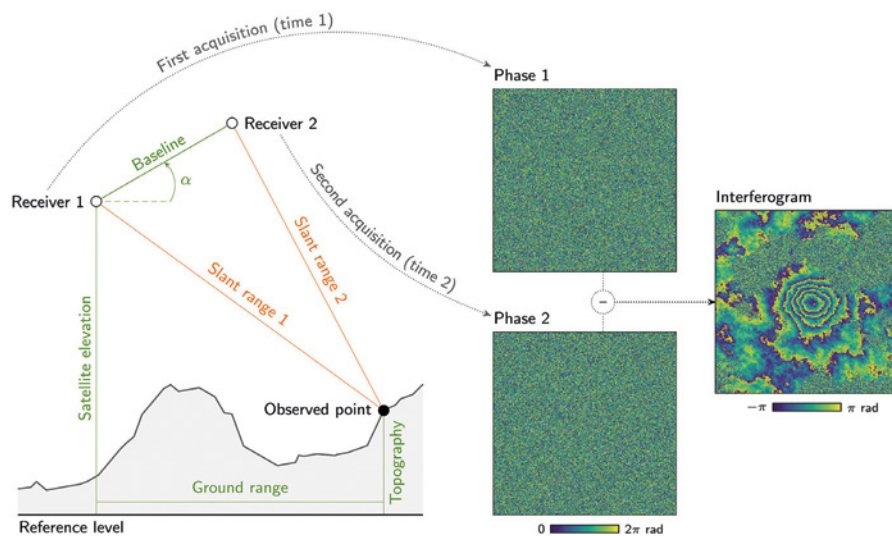 First acquisition (time 1)
Phase 1
Receiver 2
Baseline
α
Receiver 1
Second acquisition (time 2)
Interferogram
Slant range 2
Slant range 1
−
Phase 2
Satellite elevation
−π
π rad
Observed point
Topography
Ground range
Reference level
0
2π rad